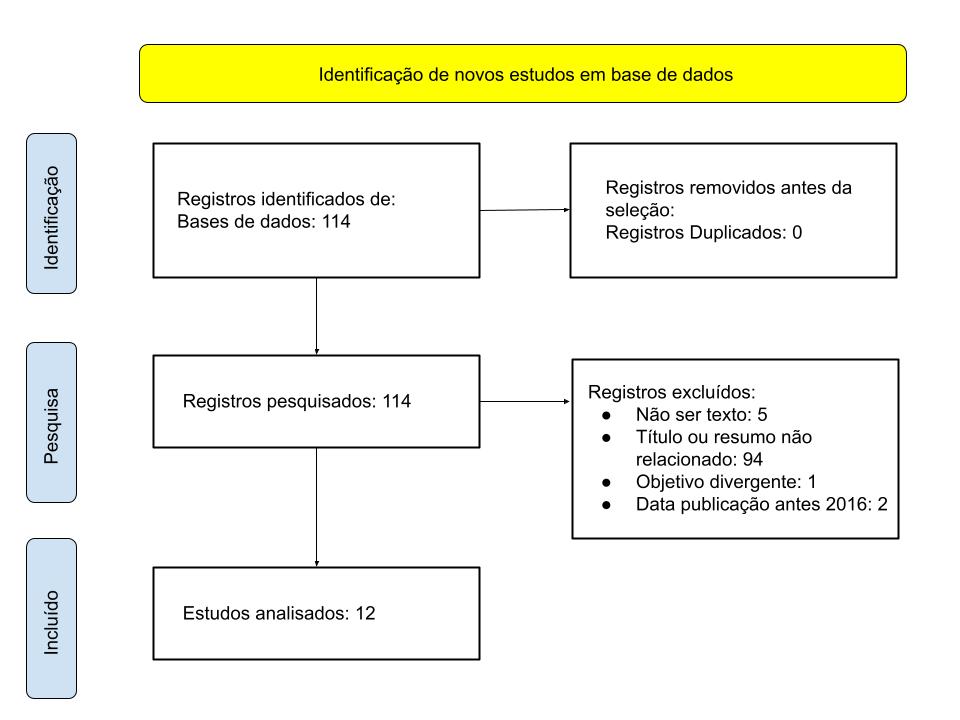 Identificação de novos estudos em base de dados
Identificação
Registros identificados de:
Bases de dados: 114
Registros removidos antes da
seleção:
Registros Duplicados: 0
Pesquisa
Registros pesquisados: 114
Registros excluídos:
● Não ser texto: 5
● Título ou resumo não
relacionado: 94
● Objetivo divergente: 1
● Data publicação antes 2016: 2
Incluído
Estudos analisados: 12